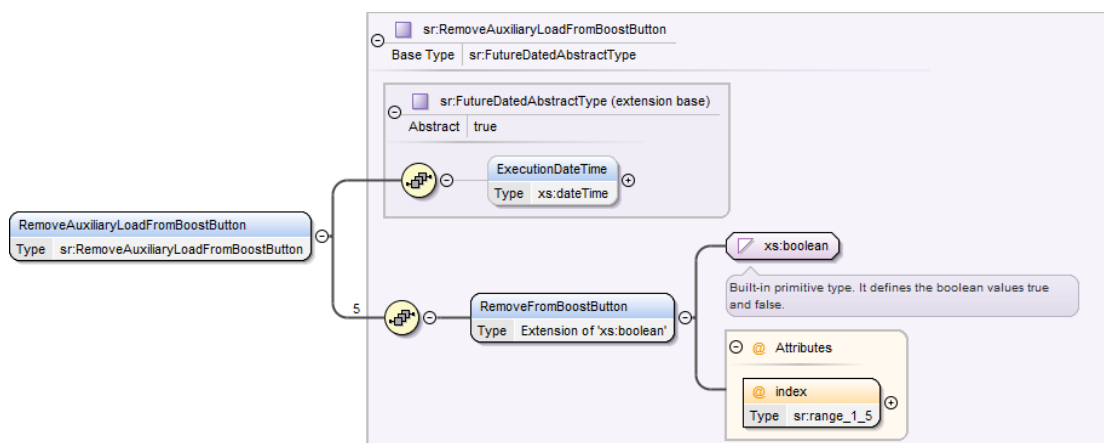 sr:RemoveAuxiliaryLoadFromBoostButton
Base Type sr:FutureDatedAbstractType
sr:FutureDatedAbstractType (extension base)
Abstract true
ExecutionDateTime
Type xs:dateTime
RemoveAuxiliaryLoadFromBoostButton
Type sr:RemoveAuxiliaryLoadFromBoostButton
5
RemoveFromBoostButton
Type Extension of 'xs:boolean'
xs:boolean
Built-in primitive type. It defines the boolean values true
and false.
@ Attributes
@ index
Type sr:range_1_5